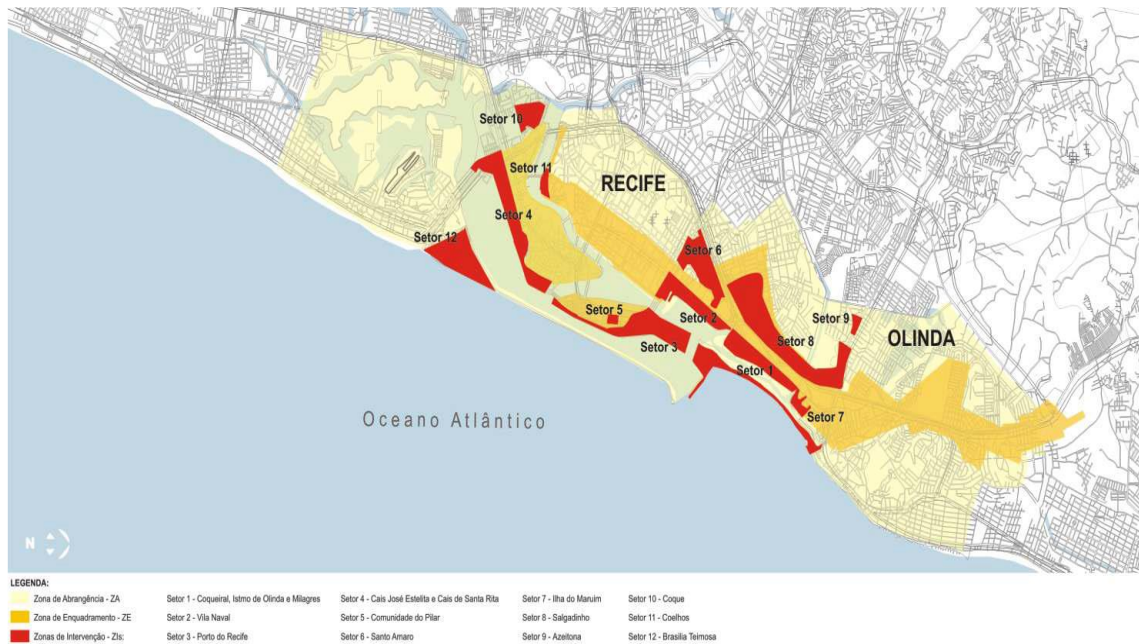 Setor 10
Setor 11
RECIFE
Setor 4
Setor 12
Setor 6
Setor 5
Setor 2
Setor 9
Setor 3
Setor 8
OLINDA
Setor 1
Setor 7
Oceano Atlântico
N
LEGENDA:
Zona de Abrangência - ZA
Zona de Enquadramento - ZE
Zonas de Intervenção - ZIs:
Setor 1 - Coqueiral, Istmo de Olinda e Milagres
Setor 2 - Vila Naval
Setor 3 - Porto do Recife
Setor 4 - Cais José Estelita e Cais de Santa Rita
Setor 5 - Comunidade do Pilar
Setor 6 - Santo Amaro
Setor 7 - Ilha do Maruim
Setor 8 - Salgadinho
Setor 9 - Azeitona
Setor 10 - Coque
Setor 11 - Coelhos
Setor 12 - Brasilia Teimosa